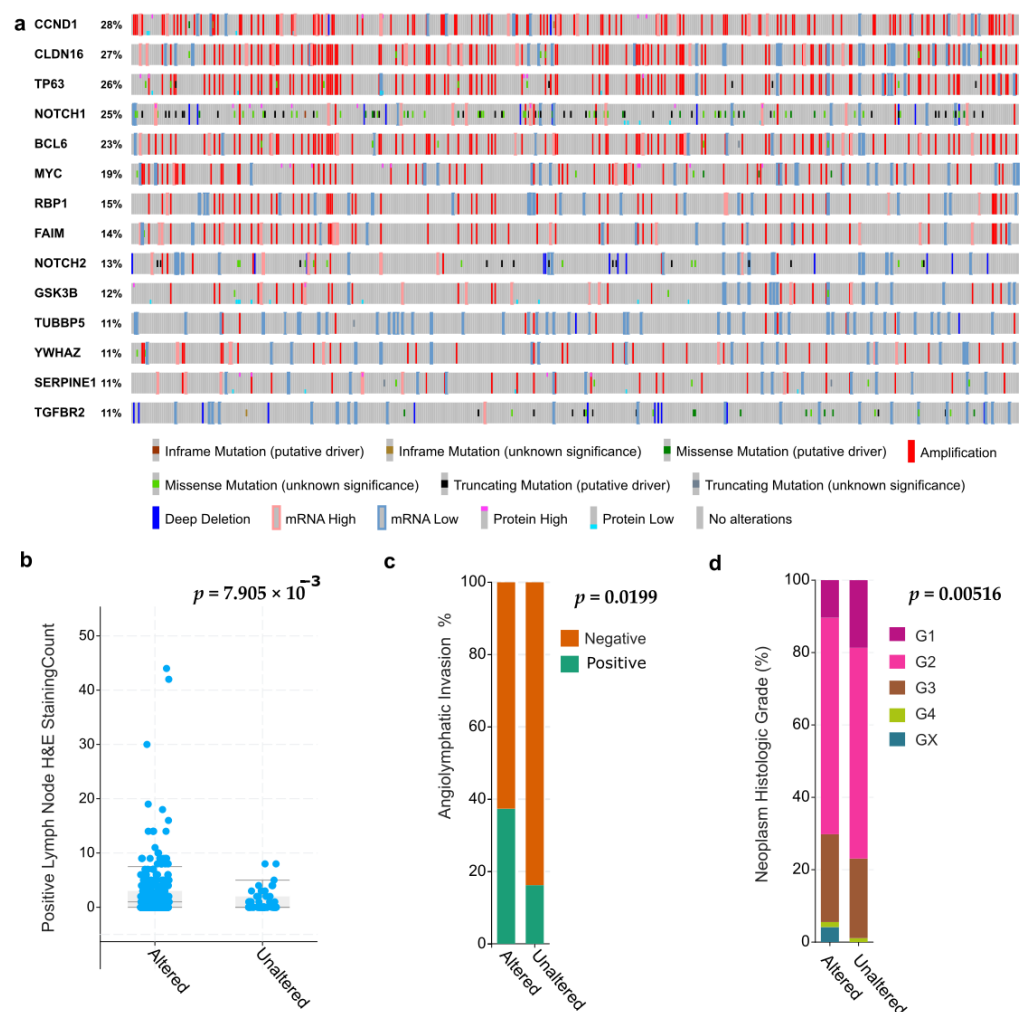 a
CCND1 28%
CLDN16 27%
TP63 26%
NOTCH1 25%
BCL6 23%
MYC 19%
RBP1 15%
FAIM 14%
NOTCH2 13%
GSK3B 12%
TUBBP5 11%
YWHAZ 11%
SERPINE1 11%
TGFBR2 11%
Inframe Mutation (putative driver) Inframe Mutation (unknown significance) Missense Mutation (putative driver) Amplification
Missense Mutation (unknown significance) Truncating Mutation (putative driver) Truncating Mutation (unknown significance)
Deep Deletion mRNA High mRNA Low Protein High Protein Low No alterations
b
p = 7.905 × 10⁻³
Positive Lymph Node H&E StainingCount
50
40
30
20
10
0
Altered Unaltered
c
p = 0.0199
Angiolymphatic Invasion %
100
80
60
40
20
0
Negative
Positive
Altered Unaltered
d
p = 0.00516
Neoplasm Histologic Grade (%)
100
80
60
40
20
0
G1
G2
G3
G4
GX
Altered Unaltered